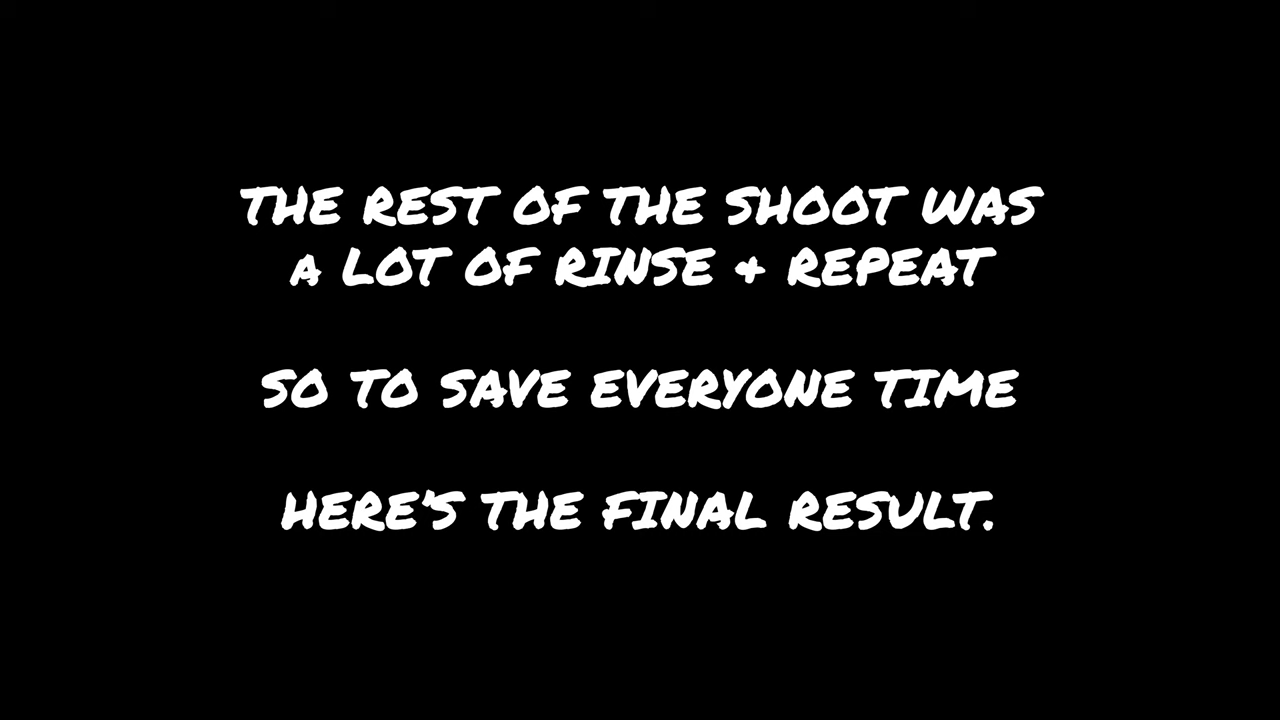 THE REST OF THE SHOOT WAS
A LOT OF RINSE & REPEAT
SO TO SAVE EVERYONE TIME
HERE'S THE FINAL RESULT.